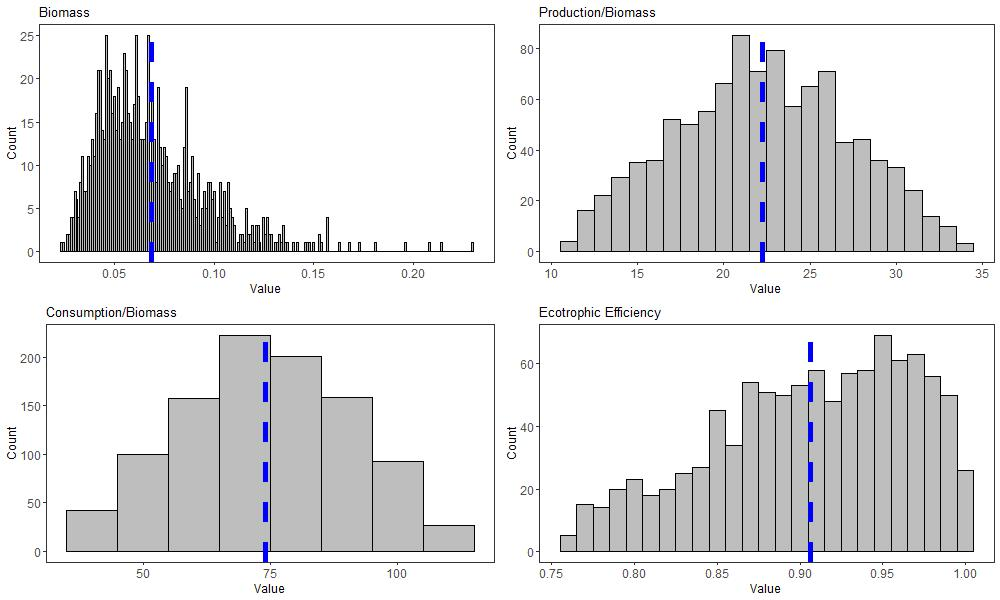 Biomass
Count
25
20
15
10
5
0
0.05 0.10 0.15 0.20
Value
Production/Biomass
Count
80
60
40
20
0
10 15 20 25 30 35
Value
Consumption/Biomass
Count
200
150
100
50
0
50 75 100
Value
Ecotrophic Efficiency
Count
60
40
20
0
0.75 0.80 0.85 0.90 0.95 1.00
Value